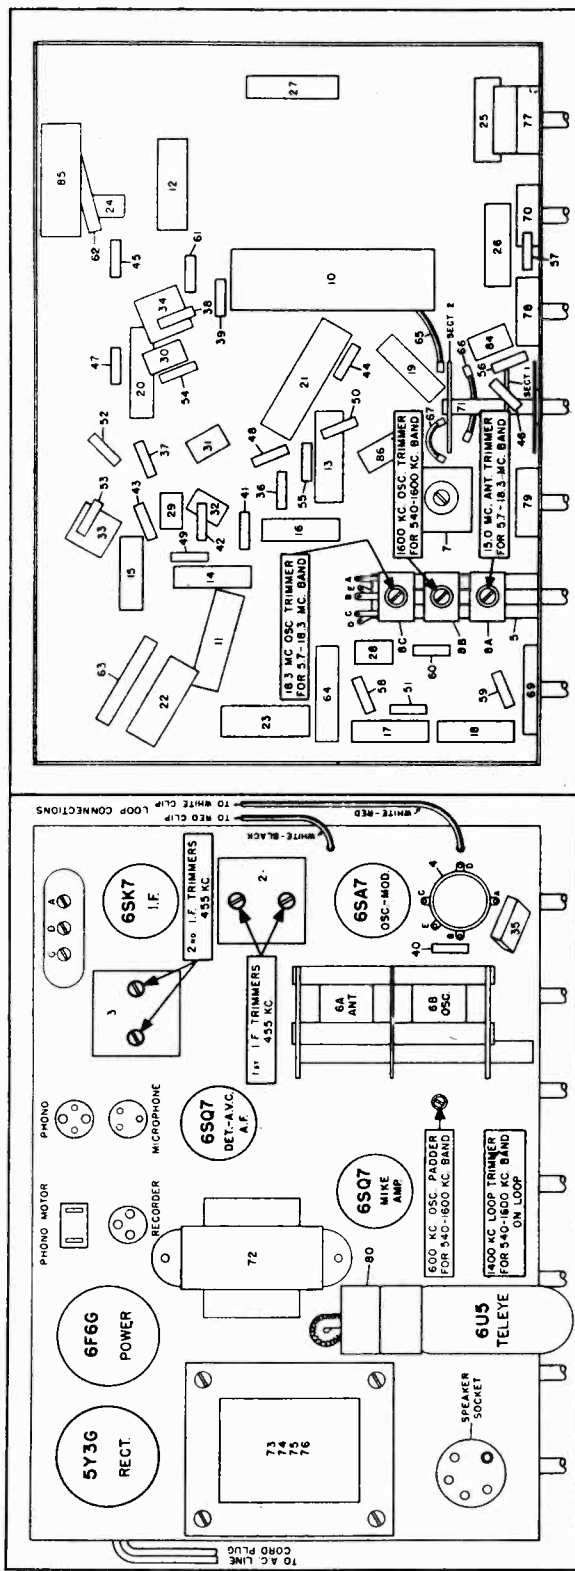 85
24
62
12
27
25
77
45
61
34
38
39
10
26
70
57
78
47
20
30
54
21
44
65
19
SECT 2
66
84
56
SECT 1
71
46
52
37
31
48
50
13
86
67
53
33
43
29
32
49
42
41
36
55
16
7
79
15
14
18.3 MC OSC TRIMMER
FOR 5.7-18.3 MC. BAND
1600 KC OSC. TRIMMER
FOR 540-1600 KC. BAND
15.0 MC. ANT. TRIMMER
FOR 5.7-18.3-MC. BAND
D C B E A
8C
8B
8A
5
63
22
11
23
64
28
58
51
60
59
17
18
69
LOOP CONNECTIONS
TO RED CLIP
TO WHITE CLIP
WHITE-BLACK
WHITE-RED
C D A
6SK7
I.F.
2ND I.F. TRIMMERS
455 KC.
3
2
1ST I.F. TRIMMERS
455 KC.
6SA7
OSC.-MOD.
4
C
D
E
B
A
40
35
6A
ANT.
6B
OSC.
PHONO
MICROPHONE
6SQ7
DET.-A.V.C.
A.F.
PHONO MOTOR
RECORDER
72
6SQ7
MIKE
AMP.
600 KC OSC. PADDER
FOR 540-1600 KC. BAND
1400 KC LOOP TRIMMER
FOR 540-1600 KC. BAND
ON LOOP
80
6U5
TELEYE
6F6G
POWER
5Y3G
RECT.
73
74
75
76
SPEAKER
SOCKET
TO A.C. LINE
CORD PLUG